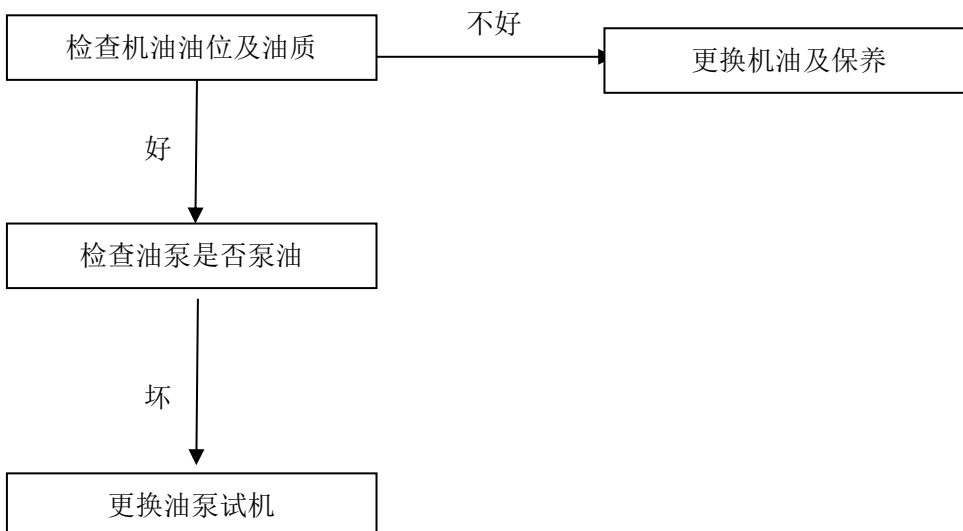 检查机油油位及油质
不好
更换机油及保养
好
检查油泵是否泵油
坏
更换油泵试机